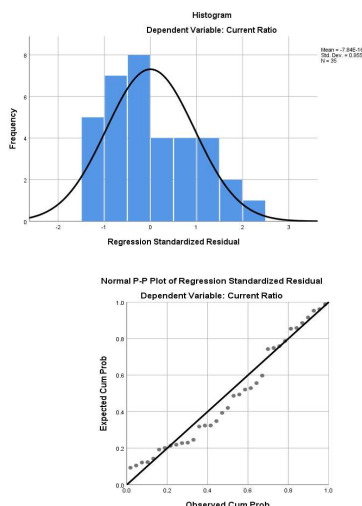 Histogram
Dependent Variable: Current Ratio
Mean = -7.84E-16
Std. Dev. = 0.955
N = 35
8
6
4
2
0
Frequency
-2 -1 0 1 2 3
Regression Standardized Residual
Normal P-P Plot of Regression Standardized Residual
Dependent Variable: Current Ratio
1.0
0.8
0.6
0.4
0.2
0.0
Expected Cum Prob
0.0 0.2 0.4 0.6 0.8 1.0
Observed Cum Prob